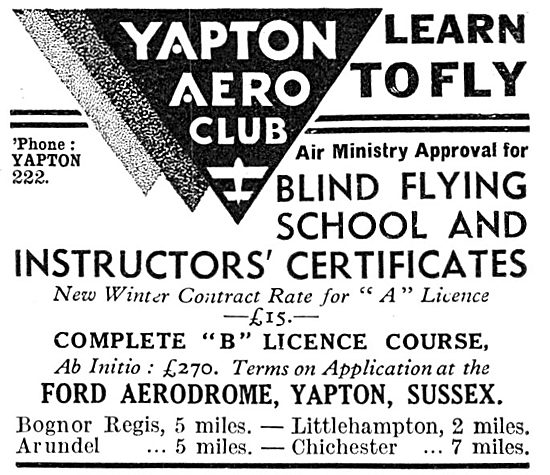 YAPTON
AERO
CLUB
LEARN
TO FLY
'Phone :
YAPTON
222.
Air Ministry Approval for
BLIND FLYING
SCHOOL AND
INSTRUCTORS' CERTIFICATES
New Winter Contract Rate for "A" Licence
—£15.—
COMPLETE "B" LICENCE COURSE,
Ab Initio : £270. Terms on Application at the
FORD AERODROME, YAPTON, SUSSEX.
Bognor Regis, 5 miles. — Littlehampton, 2 miles.
Arundel ... 5 miles. — Chichester ... 7 miles.